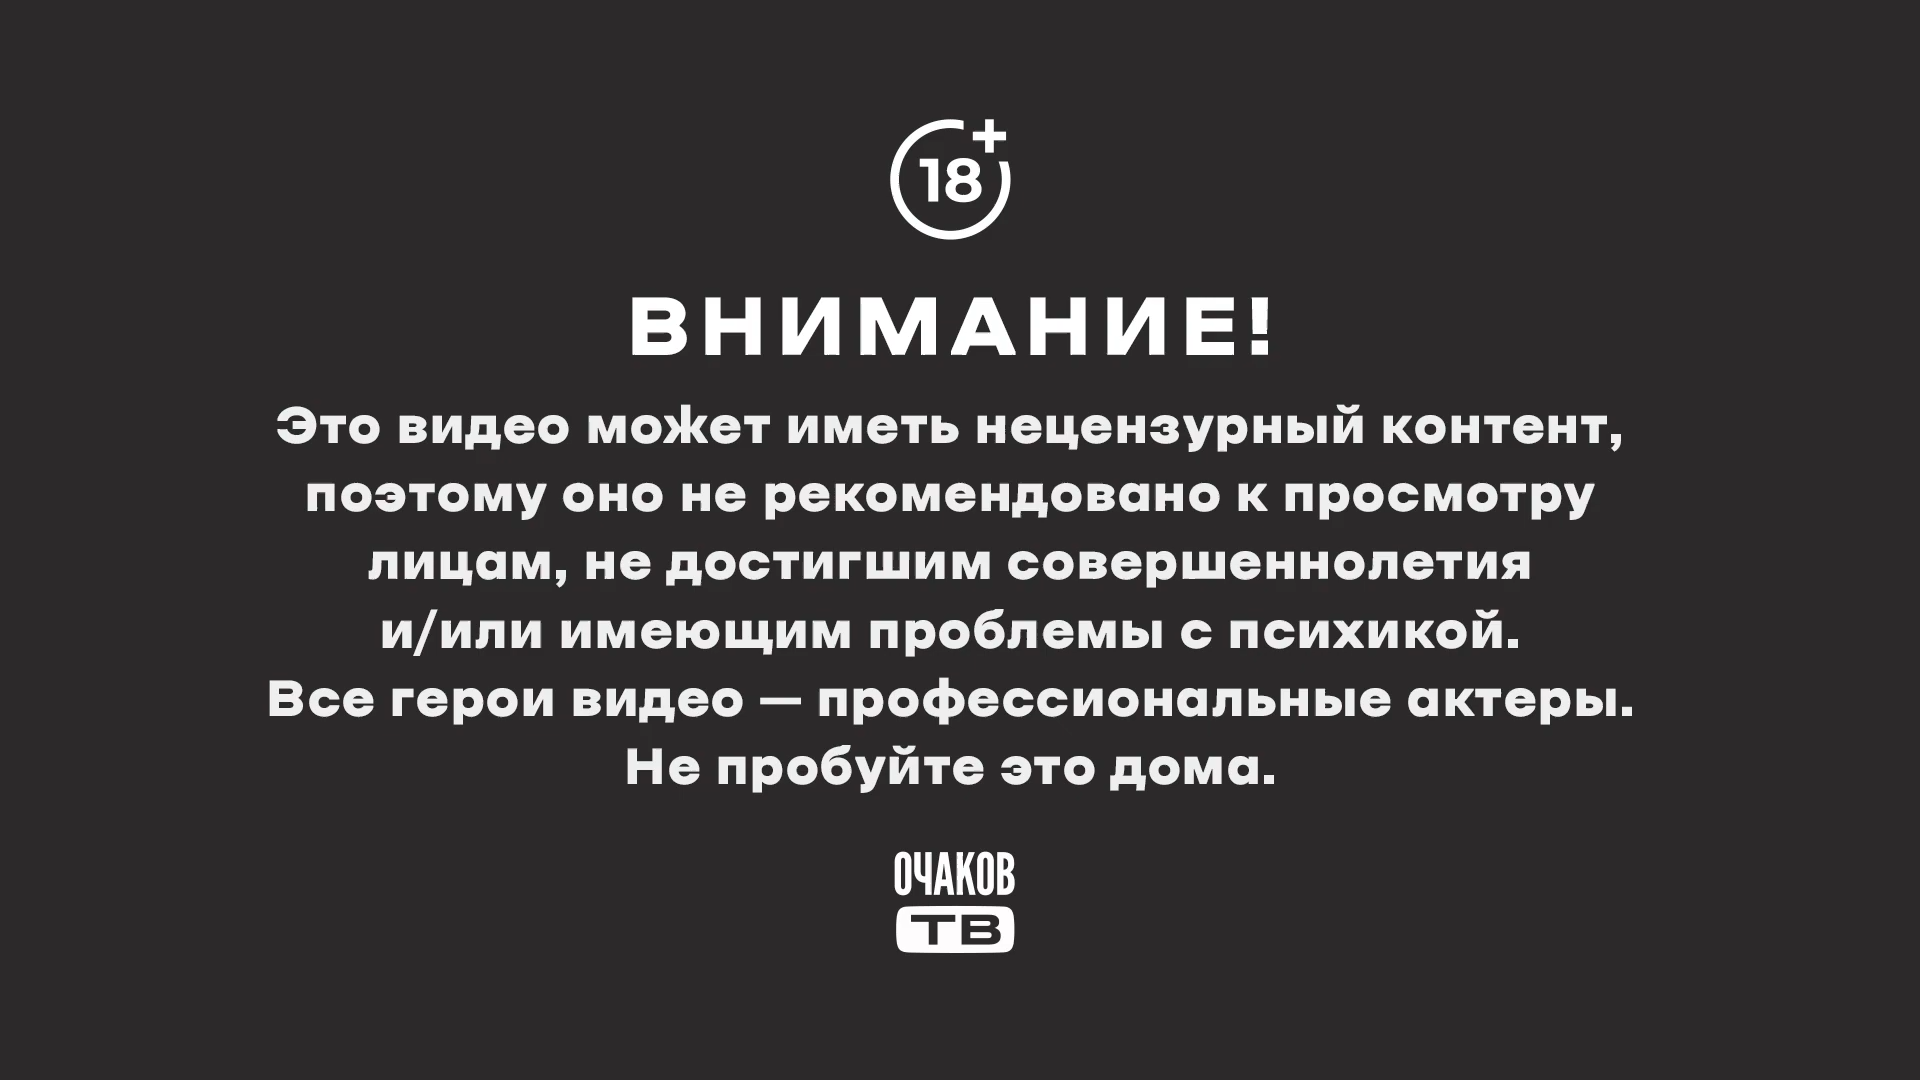 18+
ВНИМАНИЕ!
Это видео может иметь нецензурный контент,
поэтому оно не рекомендовано к просмотру
лицам, не достигшим совершеннолетия
и/или имеющим проблемы с психикой.
Все герои видео — профессиональные актеры.
Не пробуйте это дома.
ОЧАКОВ
ТВ